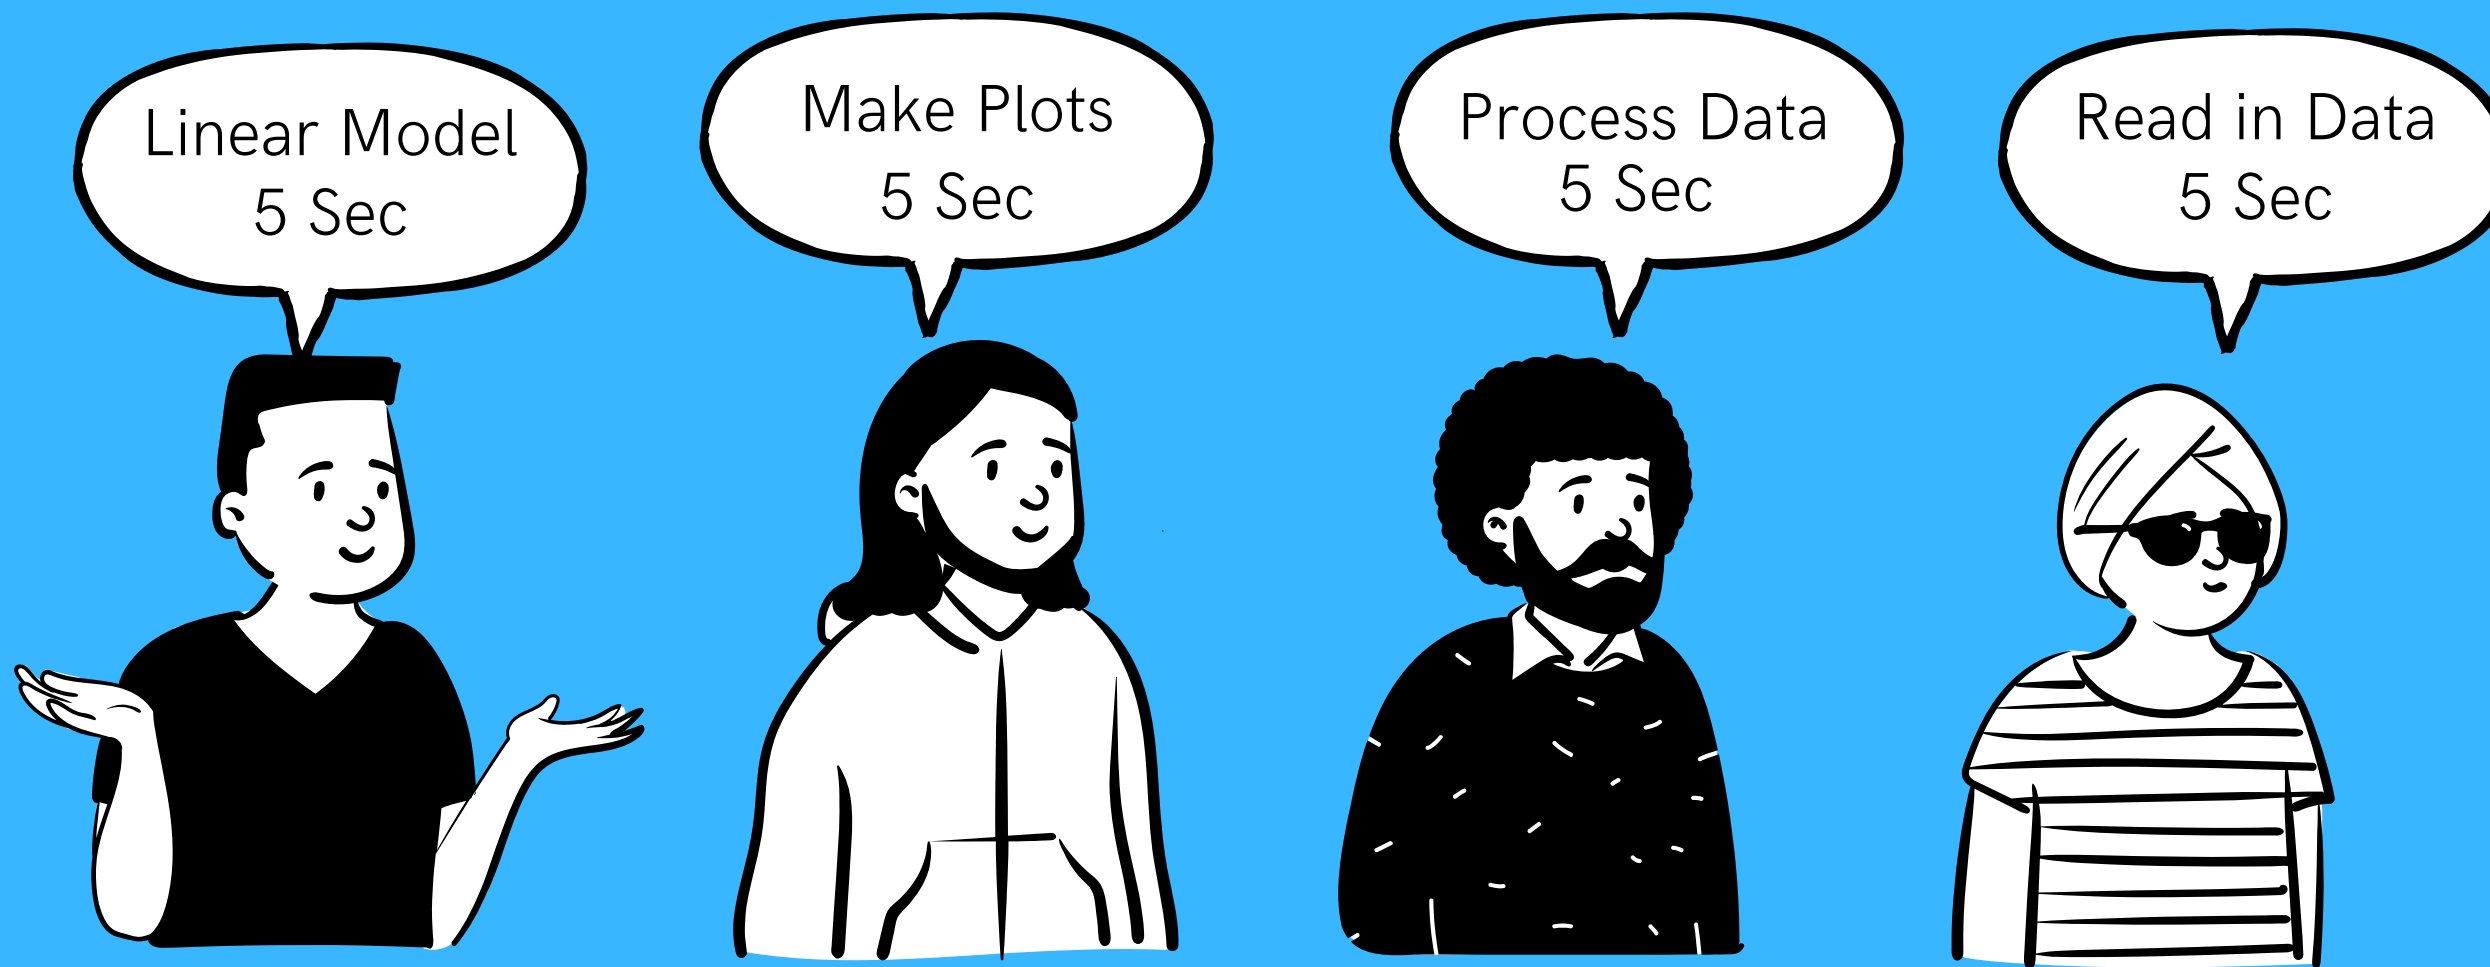 Linear Model
5 Sec
Make Plots
5 Sec
Process Data
5 Sec
Read in Data
5 Sec